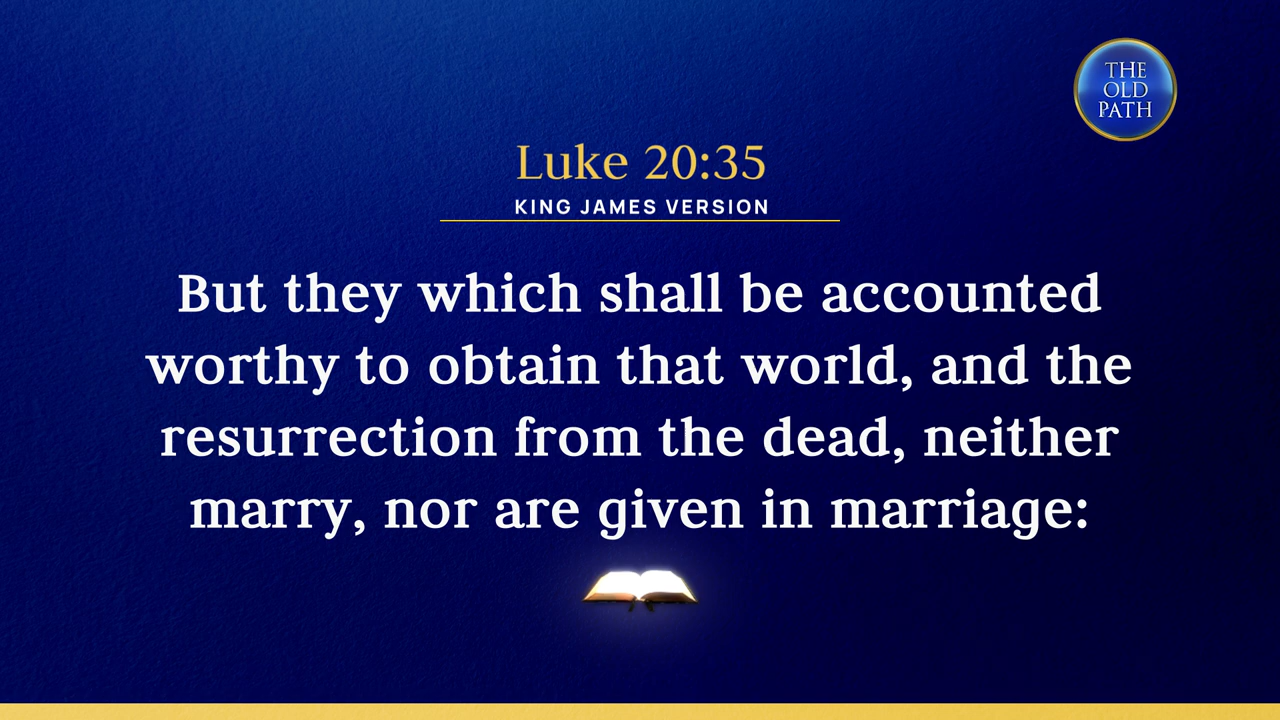 THE
OLD
PATH
Luke 20:35
KING JAMES VERSION
But they which shall be accounted
worthy to obtain that world, and the
resurrection from the dead, neither
marry, nor are given in marriage: